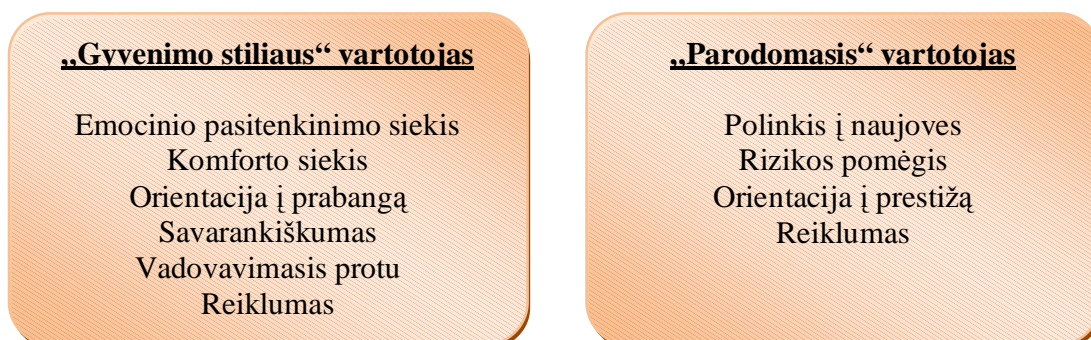 „Gyvenimo stiliaus“ vartotojas
Emocinio pasitenkinimo siekis
Komforto siekis
Orientacija į prabangą
Savarankiškumas
Vadovavimasis protu
Reiklumas
„Parodomasis“ vartotojas
Polinkis į naujoves
Rizikos pomėgis
Orientacija į prestižą
Reiklumas